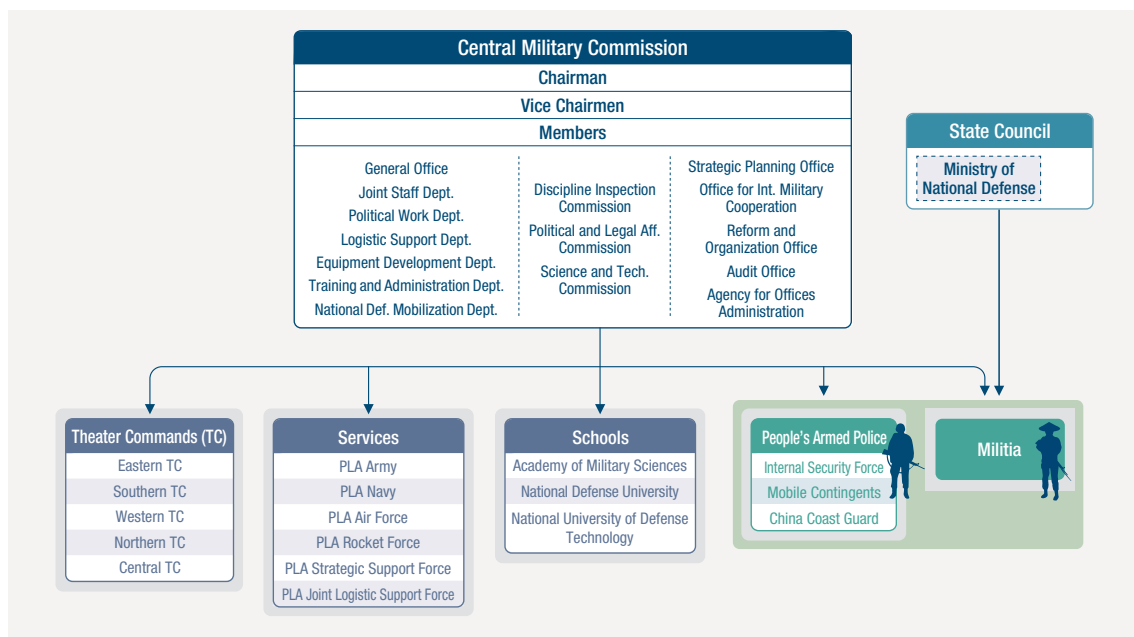 Central Military Commission
Chairman
Vice Chairmen
Members
General Office
Joint Staff Dept.
Political Work Dept.
Logistic Support Dept.
Equipment Development Dept.
Training and Administration Dept.
National Def. Mobilization Dept.
Discipline Inspection
Commission
Political and Legal Aff.
Commission
Science and Tech.
Commission
Strategic Planning Office
Office for Int. Military
Cooperation
Reform and
Organization Office
Audit Office
Agency for Offices
Administration
State Council
Ministry of
National Defense
Theater Commands (TC)
Eastern TC
Southern TC
Western TC
Northern TC
Central TC
Services
PLA Army
PLA Navy
PLA Air Force
PLA Rocket Force
PLA Strategic Support Force
PLA Joint Logistic Support Force
Schools
Academy of Military Sciences
National Defense University
National University of Defense
Technology
People's Armed Police
Internal Security Force
Mobile Contingents
China Coast Guard
Militia